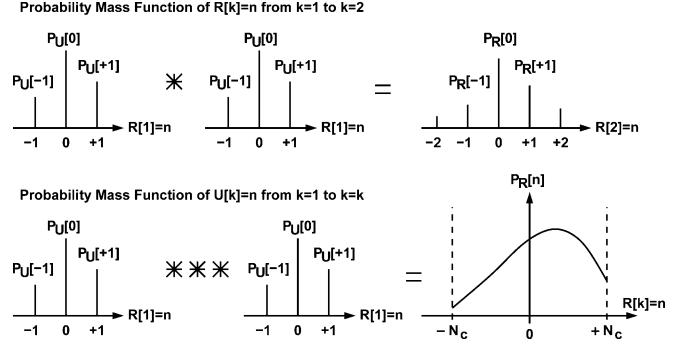 Probability Mass Function of R[k]=n from k=1 to k=2
PU[0]
PU[−1]
PU[+1]
−1 0 +1
R[1]=n
*
PU[0]
PU[−1]
PU[+1]
−1 0 +1
R[1]=n
=
PR[0]
PR[−1]
PR[+1]
−2 −1 0 +1 +2
R[2]=n
Probability Mass Function of U[k]=n from k=1 to k=k
PU[0]
PU[−1]
PU[+1]
−1 0 +1
R[1]=n
* * *
PU[0]
PU[−1]
PU[+1]
−1 0 +1
R[1]=n
=
PR[n]
R[k]=n
−NC 0 +NC